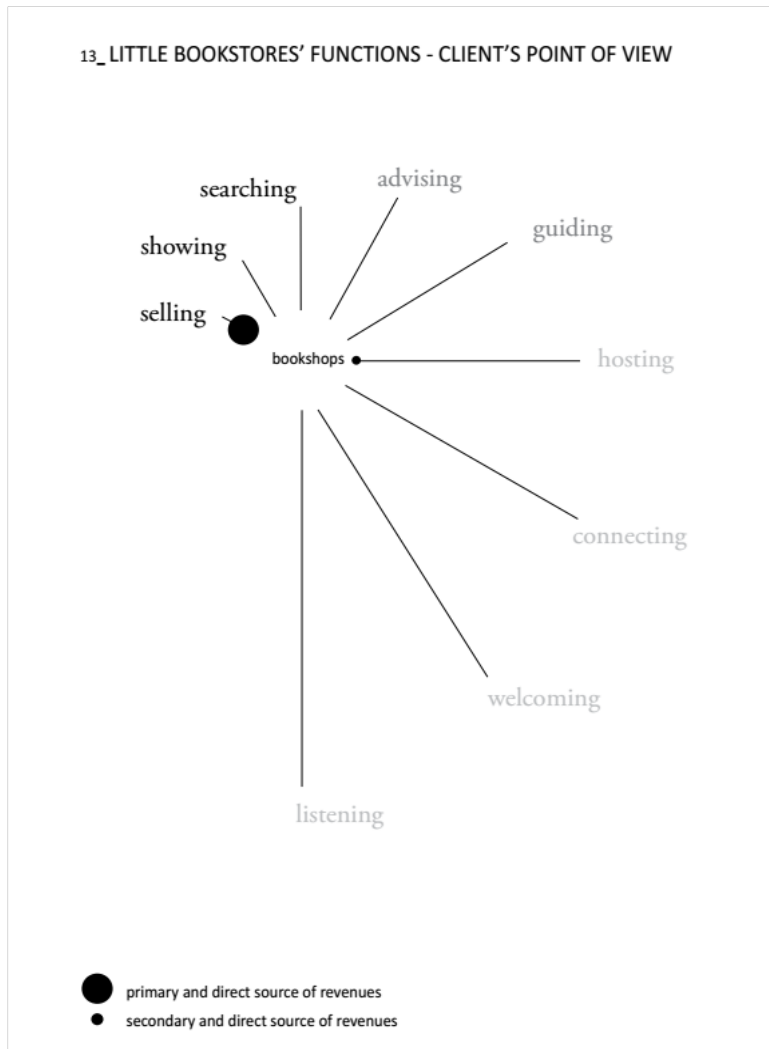 13_ LITTLE BOOKSTORES’ FUNCTIONS - CLIENT’S POINT OF VIEW
searching
advising
showing
guiding
selling
bookshops
hosting
connecting
welcoming
listening
primary and direct source of revenues
secondary and direct source of revenues